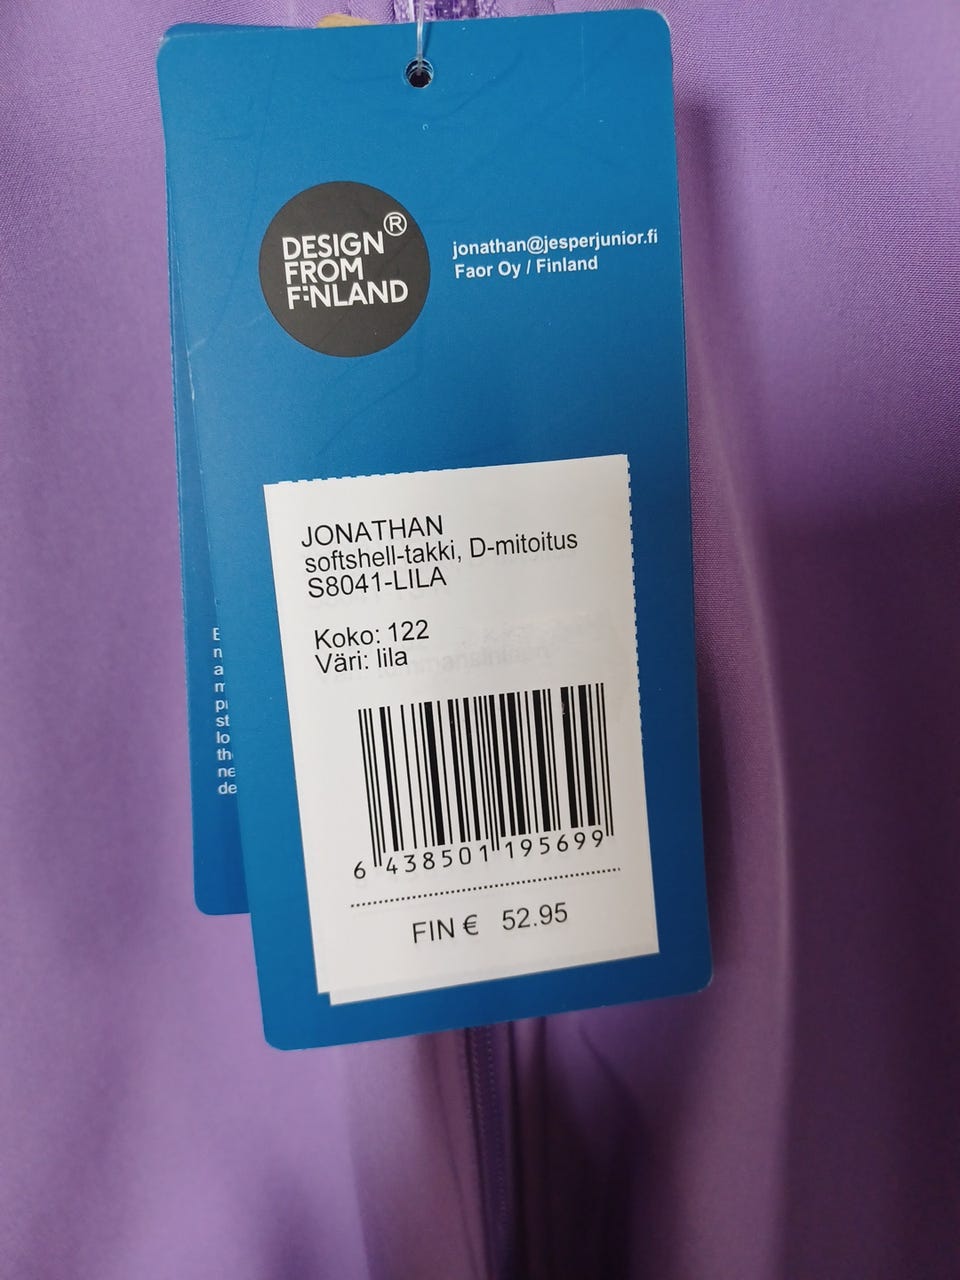 DESIGN
FROM
FINLAND
®
jonathan@jesperjunior.fi
Faor Oy / Finland
JONATHAN
softshell-takki, D-mitoitus
S8041-LILA
Koko: 122
Väri: lila
6 438501 195699
FIN € 52.95